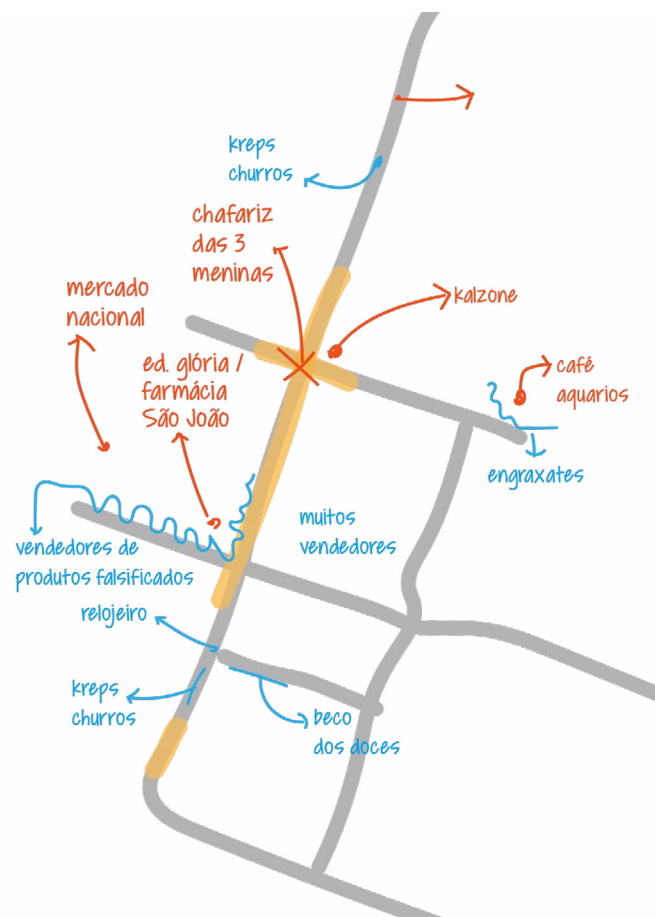 kreps
churros
chafariz
das 3
meninas
kalzone
mercado
nacional
ed. glória /
farmácia
São João
café
aquarios
engraxates
muitos
vendedores
vendedores de
produtos falsificados
relojeiro
kreps
churros
beco
dos doces